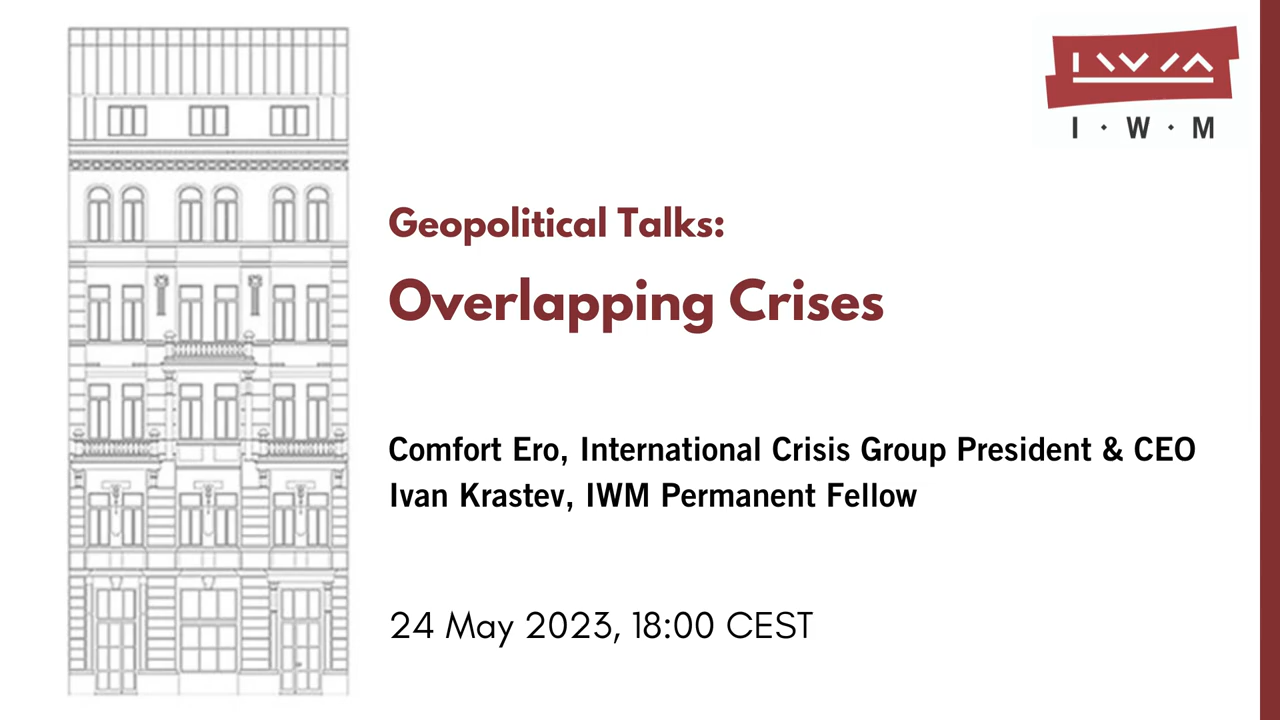 I · W · M
Geopolitical Talks:
Overlapping Crises
Comfort Ero, International Crisis Group President & CEO
Ivan Krastev, IWM Permanent Fellow
24 May 2023, 18:00 CEST